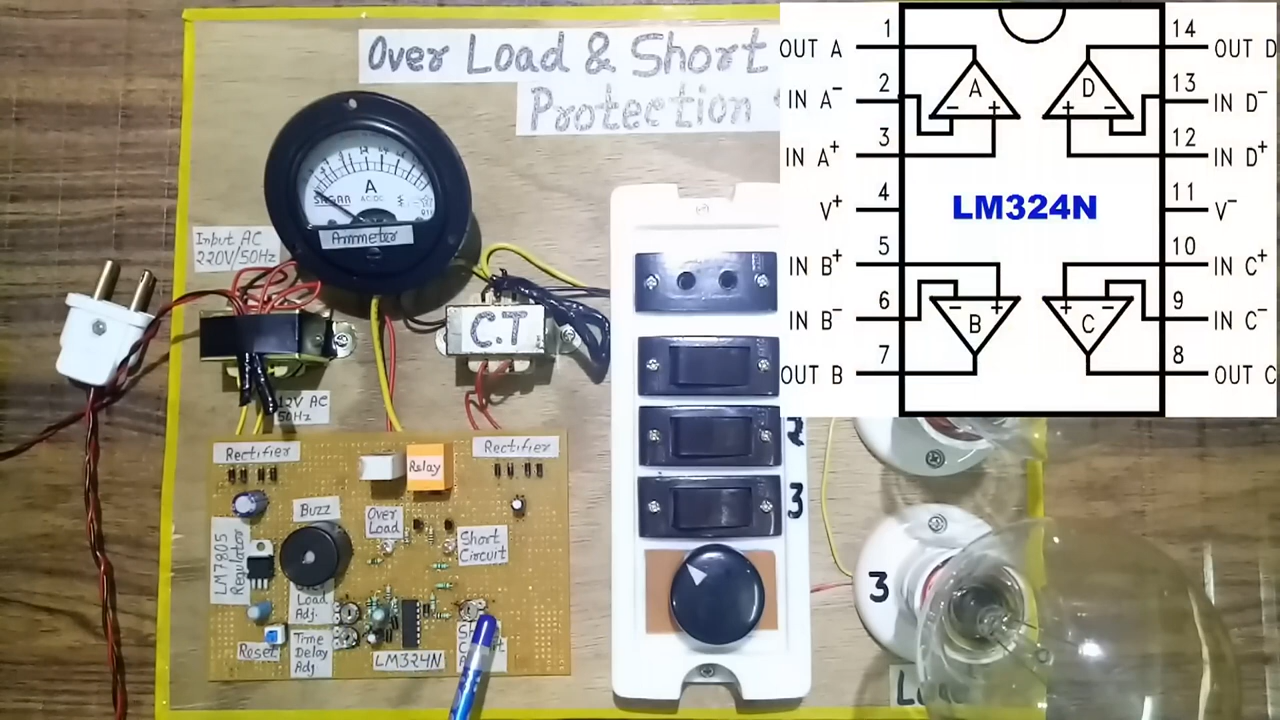 Over Load & Short
Protection
1
OUT A
2
IN A-
3
IN A+
4
V+
5
IN B+
6
IN B-
7
OUT B
A
D
LM324N
B
C
14
OUT D
13
IN D-
12
IN D+
11
V-
10
IN C+
9
IN C-
8
OUT C
A
AC/DC
Ammeter
Input AC
220V/50Hz
C.T
12V AC
50Hz
Rectifier
Relay
Rectifier
Buzz
Over
Load
Short
Circuit
LM7805
Regulator
Over
Load
Adj.
Time
Delay
Adj
Reset
LM324N
2
3
3